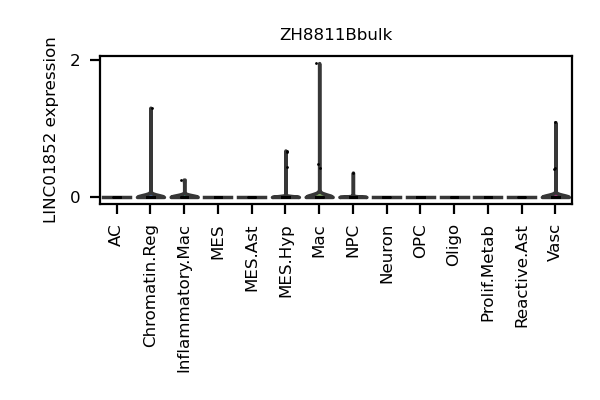 ZH8811Bbulk
LINC01852 expression
2
0
AC
Chromatin.Reg
Inflammatory.Mac
MES
MES.Ast
MES.Hyp
Mac
NPC
Neuron
OPC
Oligo
Prolif.Metab
Reactive.Ast
Vasc